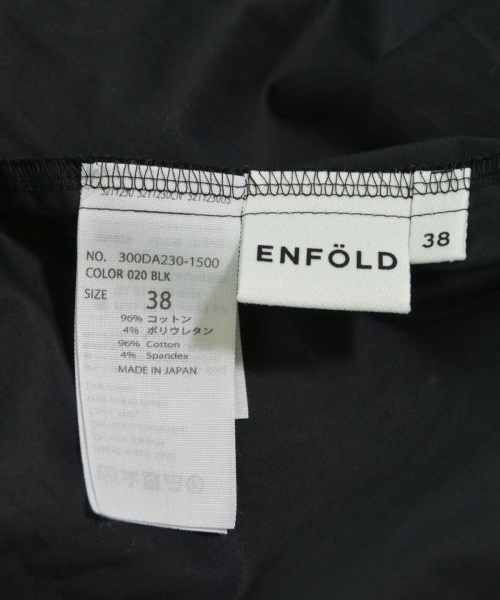 NO. 300DA230-1500
COLOR 020 BLK
SIZE 38
96% コットン
4% ポリウレタン
96% Cotton
4% Spandex
MADE IN JAPAN
ENFÖLD
38